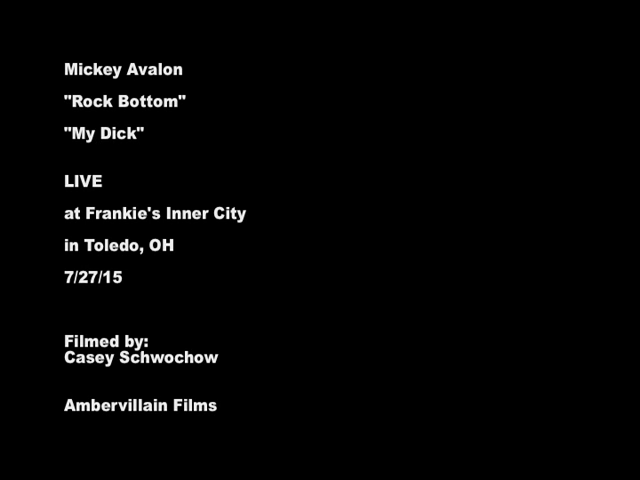 Mickey Avalon
"Rock Bottom"
"My Dick"
LIVE
at Frankie's Inner City
in Toledo, OH
7/27/15
Filmed by:
Casey Schwochow
Ambervillain Films